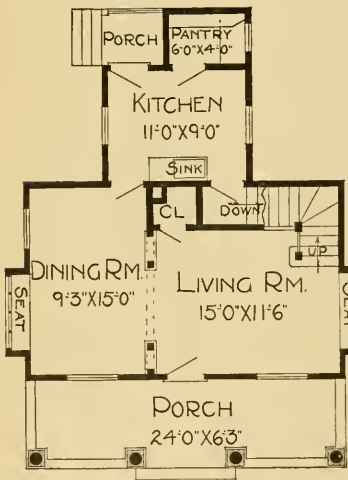 PORCH
PANTRY
6'-0"X4'-0"
KITCHEN
11'-0"X9'-0"
SINK
CL
DOWN
UP
DINING RM.
9'-3"X15'-0"
LIVING RM.
15'-0"X11'-6"
SEAT
SEAT
PORCH
24'-0"X6'-3"